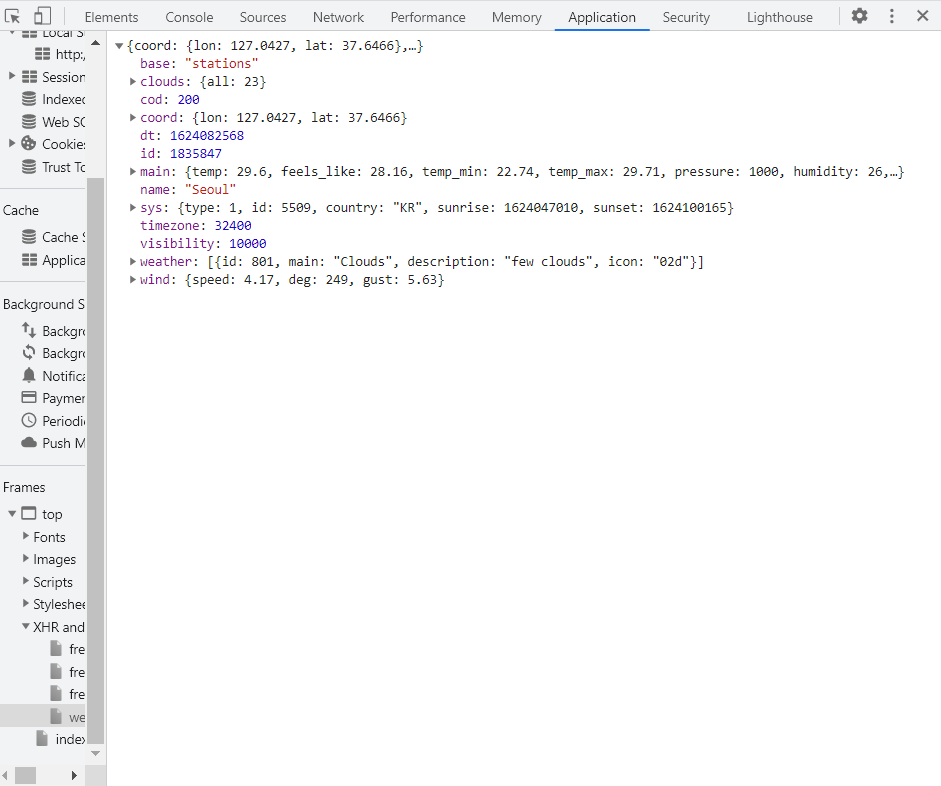 Elements Console Sources Network Performance Memory Application Security Lighthouse
Local S
http:/
Session
Indexed
Web SQ
Cookies
Trust To
Cache
Cache S
Applica
Background S
Backgr
Backgr
Notifica
Paymen
Periodi
Push M
Frames
top
Fonts
Images
Scripts
Styleshee
XHR and
fre
fre
fre
we
index
{coord: {lon: 127.0427, lat: 37.6466},…}
base: "stations"
clouds: {all: 23}
cod: 200
coord: {lon: 127.0427, lat: 37.6466}
dt: 1624082568
id: 1835847
main: {temp: 29.6, feels_like: 28.16, temp_min: 22.74, temp_max: 29.71, pressure: 1000, humidity: 26,…}
name: "Seoul"
sys: {type: 1, id: 5509, country: "KR", sunrise: 1624047010, sunset: 1624100165}
timezone: 32400
visibility: 10000
weather: [{id: 801, main: "Clouds", description: "few clouds", icon: "02d"}]
wind: {speed: 4.17, deg: 249, gust: 5.63}